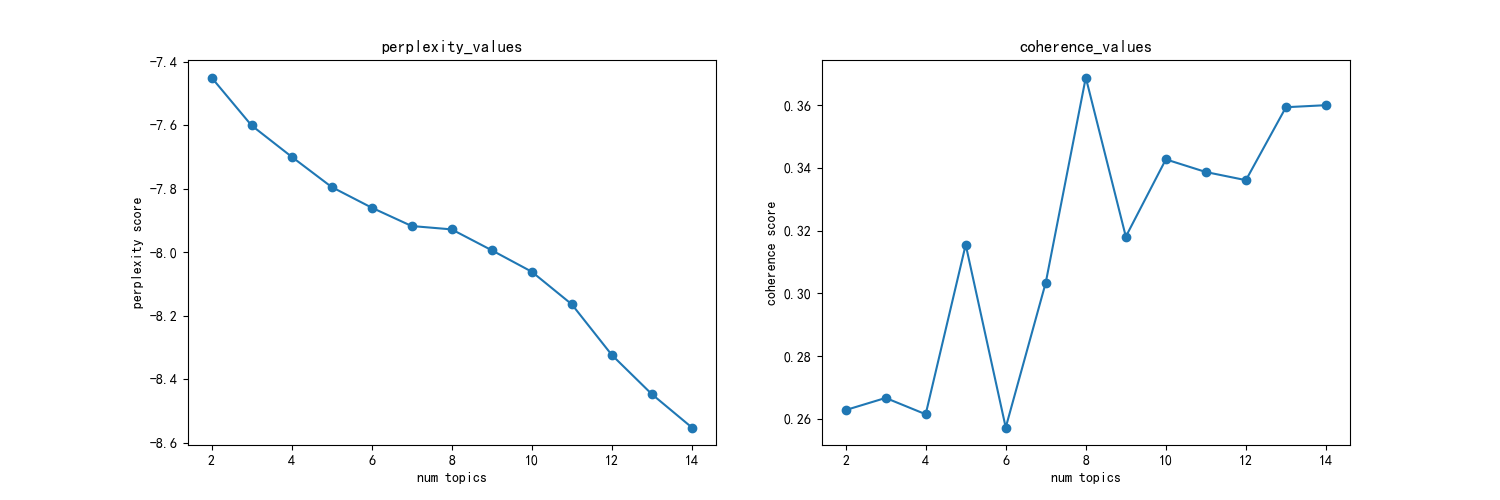 perplexity_values
-7.4
-7.6
-7.8
-8.0
-8.2
-8.4
-8.6
perplexity score
2 4 6 8 10 12 14
num topics
coherence_values
0.36
0.34
0.32
0.30
0.28
0.26
coherence score
2 4 6 8 10 12 14
num topics